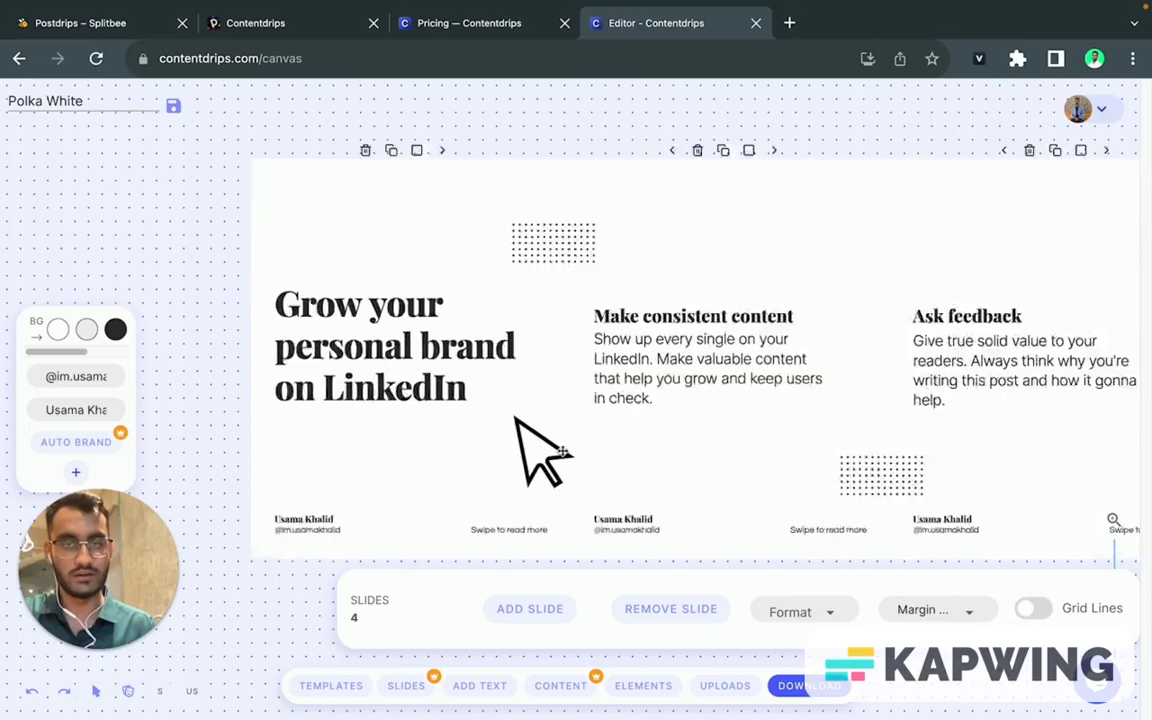 Postdrips – Splitbee
Contentdrips
Pricing — Contentdrips
Editor - Contentdrips
contentdrips.com/canvas
Polka White
BG
@im.usama
Usama Kha
AUTO BRAND
Grow your
personal brand
on LinkedIn
Usama Khalid
@im.usamakhalid
Swipe to read more
Make consistent content
Show up every single on your
LinkedIn. Make valuable content
that help you grow and keep users
in check.
Usama Khalid
@im.usamakhalid
Swipe to read more
Ask feedback
Give true solid value to your
readers. Always think why you're
writing this post and how it gonna
help.
Usama Khalid
@im.usamakhalid
Swipe t
SLIDES
4
ADD SLIDE
REMOVE SLIDE
Format
Margin ...
Grid Lines
KAPWING
S
US
TEMPLATES
SLIDES
ADD TEXT
CONTENT
ELEMENTS
UPLOADS
DOWNLOAD